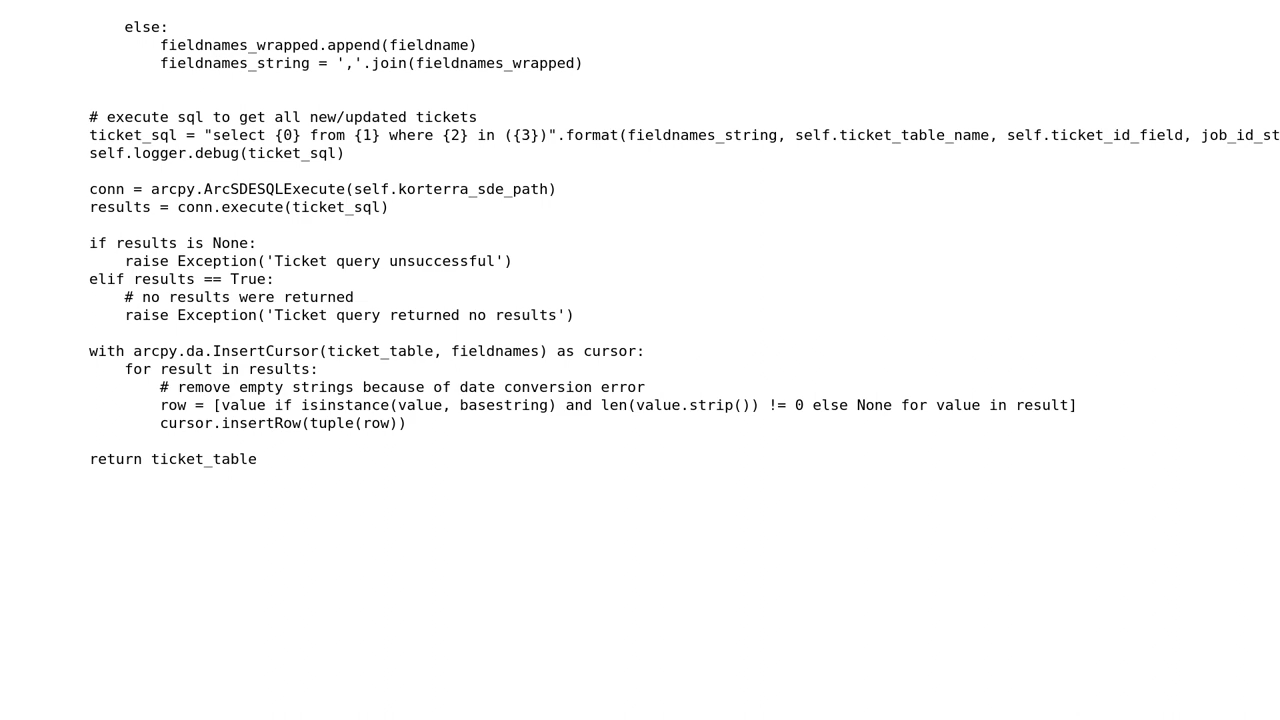 else:
fieldnames_wrapped.append(fieldname)
fieldnames_string = ','.join(fieldnames_wrapped)
# execute sql to get all new/updated tickets
ticket_sql = "select {0} from {1} where {2} in ({3})".format(fieldnames_string, self.ticket_table_name, self.ticket_id_field, job_id_st
self.logger.debug(ticket_sql)
conn = arcpy.ArcSDESQLExecute(self.korterra_sde_path)
results = conn.execute(ticket_sql)
if results is None:
raise Exception('Ticket query unsuccessful')
elif results == True:
# no results were returned
raise Exception('Ticket query returned no results')
with arcpy.da.InsertCursor(ticket_table, fieldnames) as cursor:
for result in results:
# remove empty strings because of date conversion error
row = [value if isinstance(value, basestring) and len(value.strip()) != 0 else None for value in result]
cursor.insertRow(tuple(row))
return ticket_table